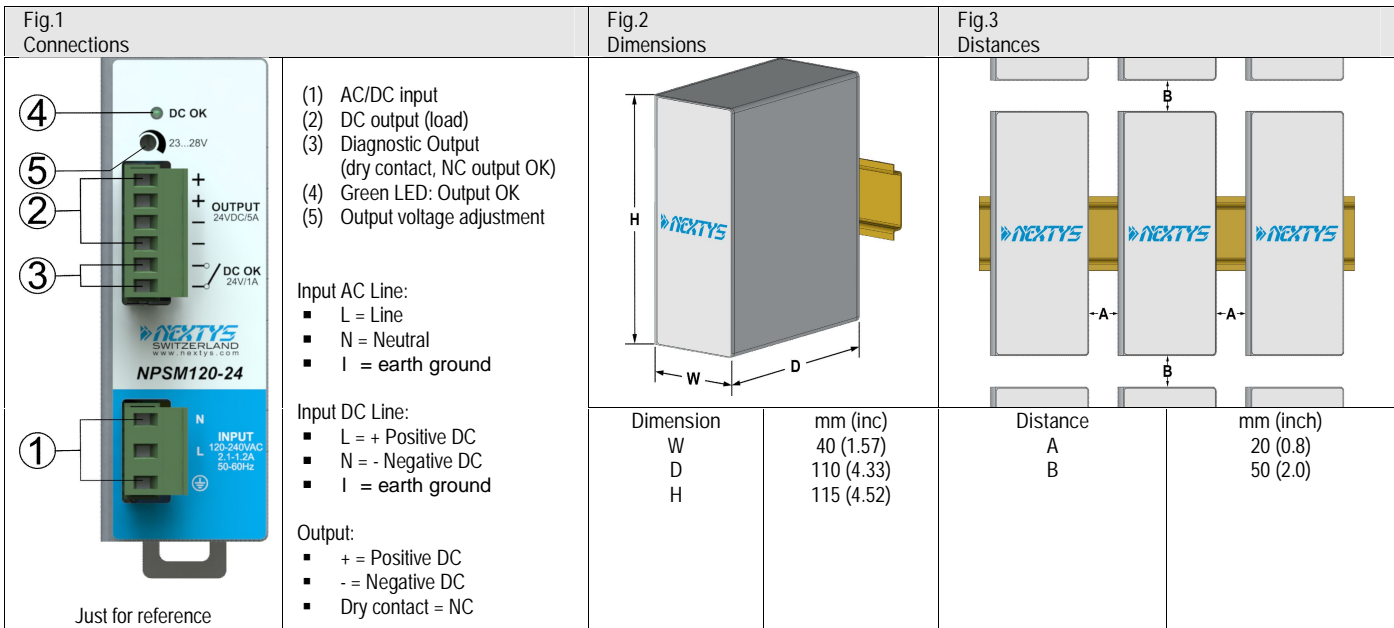 Fig.1
Connections
Fig.2
Dimensions
Fig.3
Distances
4
DC OK
5
23...28V
2
+
+
−
−
OUTPUT
24VDC/5A
3
DC OK
24V/1A
NEXTYS
SWITZERLAND
www.nextys.com
NPSM120-24
1
N
L
INPUT
120-240VAC
2.1-1.2A
50-60Hz
Just for reference
(1) AC/DC input
(2) DC output (load)
(3) Diagnostic Output
(dry contact, NC output OK)
(4) Green LED: Output OK
(5) Output voltage adjustment
Input AC Line:
▪ L = Line
▪ N = Neutral
▪ I = earth ground
Input DC Line:
▪ L = + Positive DC
▪ N = - Negative DC
▪ I = earth ground
Output:
▪ + = Positive DC
▪ - = Negative DC
▪ Dry contact = NC
H
NEXTYS
W
D
Dimension mm (inc)
W 40 (1.57)
D 110 (4.33)
H 115 (4.52)
B
NEXTYS NEXTYS NEXTYS
A A
B
Distance mm (inch)
A 20 (0.8)
B 50 (2.0)